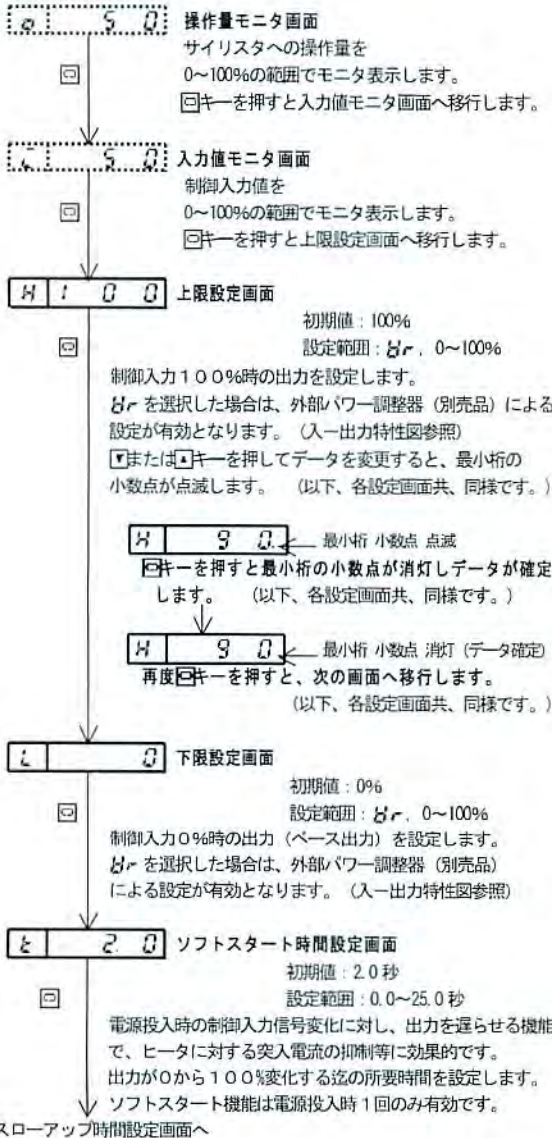 o 50 操作量モニタ画面
サイリスタへの操作量を
0~100%の範囲でモニタ表示します。
キーを押すと入力値モニタ画面へ移行します。
i 50 入力値モニタ画面
制御入力値を
0~100%の範囲でモニタ表示します。
キーを押すと上限設定画面へ移行します。
H 100 上限設定画面
初期値:100%
設定範囲:、0~100%
制御入力100%時の出力を設定します。
を選択した場合は、外部パワー調整器(別売品)による
設定が有効となります。(入ー出力特性図参照)
▼または▲キーを押してデータを変更すると、最小桁の
小数点が点滅します。 (以下、各設定画面共、同様です。)
H 90. 最小桁 小数点 点滅
キーを押すと最小桁の小数点が消灯しデータが確定
します。 (以下、各設定画面共、同様です。)
H 90 最小桁 小数点 消灯 (データ確定)
再度キーを押すと、次の画面へ移行します。
(以下、各設定画面共、同様です。)
L 0 下限設定画面
初期値:0%
設定範囲:、0~100%
制御入力0%時の出力(ベース出力)を設定します。
を選択した場合は、外部パワー調整器(別売品)
による設定が有効となります。(入ー出力特性図参照)
t 2.0 ソフトスタート時間設定画面
初期値:2.0秒
設定範囲:0.0~25.0秒
電源投入時の制御入力信号変化に対し、出力を遅らせる機能
で、ヒータに対する突入電流の抑制等に効果的です。
出力が0から100%変化する迄の所要時間を設定します。
ソフトスタート機能は電源投入時1回のみ有効です。
スローアップ時間設定画面へ